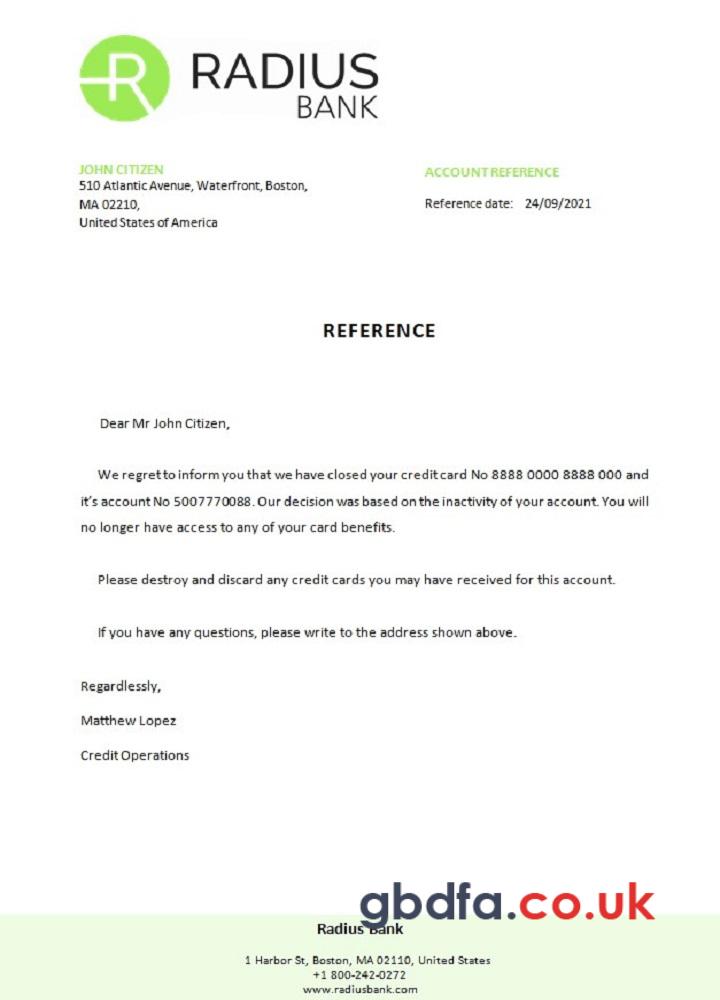 RADIUS
BANK
JOHN CITIZEN
510 Atlantic Avenue, Waterfront, Boston,
MA 02210,
United States of America
ACCOUNT REFERENCE
Reference date: 24/09/2021
REFERENCE
Dear Mr John Citizen,
We regret to inform you that we have closed your credit card No 8888 0000 8888 000 and
it's account No 5007770088. Our decision was based on the inactivity of your account. You will
no longer have access to any of your card benefits.
Please destroy and discard any credit cards you may have received for this account.
If you have any questions, please write to the address shown above.
Regardlessly,
Matthew Lopez
Credit Operations
gbdfa.co.uk
Radius Bank
1 Harbor St, Boston, MA 02110, United States
+1 800-242-0272
www.radiusbank.com